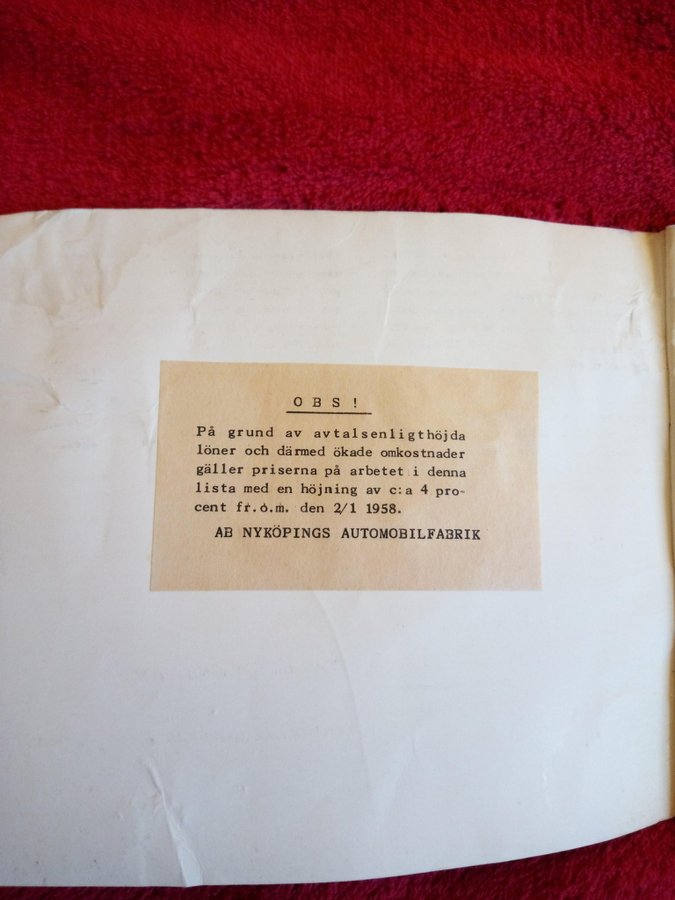 OBS!
På grund av avtalsenligthöjda
löner och därmed ökade omkostnader
gäller priserna på arbetet i denna
lista med en höjning av c:a 4 pro-
cent fr.o.m. den 2/1 1958.
AB NYKÖPINGS AUTOMOBILFABRIK